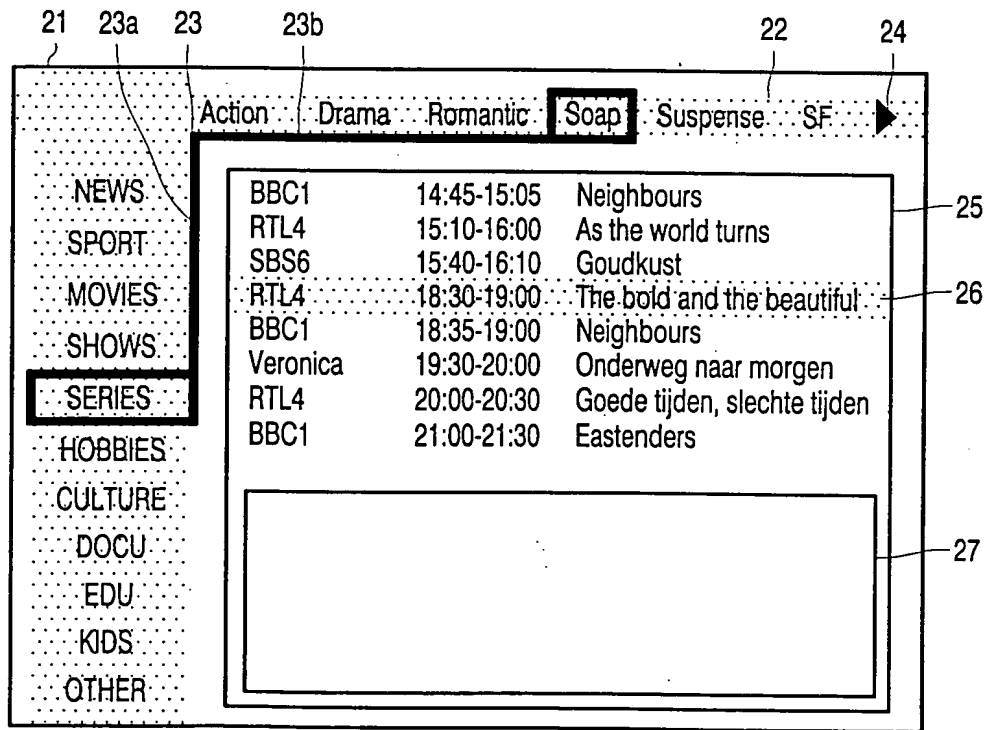 21 23a 23 23b 22 24
Action Drama Romantic Soap Suspense SF
NEWS
SPORT
MOVIES
SHOWS
SERIES
HOBBIES
CULTURE
DOCU
EDU
KIDS
OTHER
BBC1 14:45-15:05 Neighbours
RTL4 15:10-16:00 As the world turns
SBS6 15:40-16:10 Goudkust
RTL4 18:30-19:00 The bold and the beautiful
BBC1 18:35-19:00 Neighbours
Veronica 19:30-20:00 Onderweg naar morgen
RTL4 20:00-20:30 Goede tijden, slechte tijden
BBC1 21:00-21:30 Eastenders
25
26
27